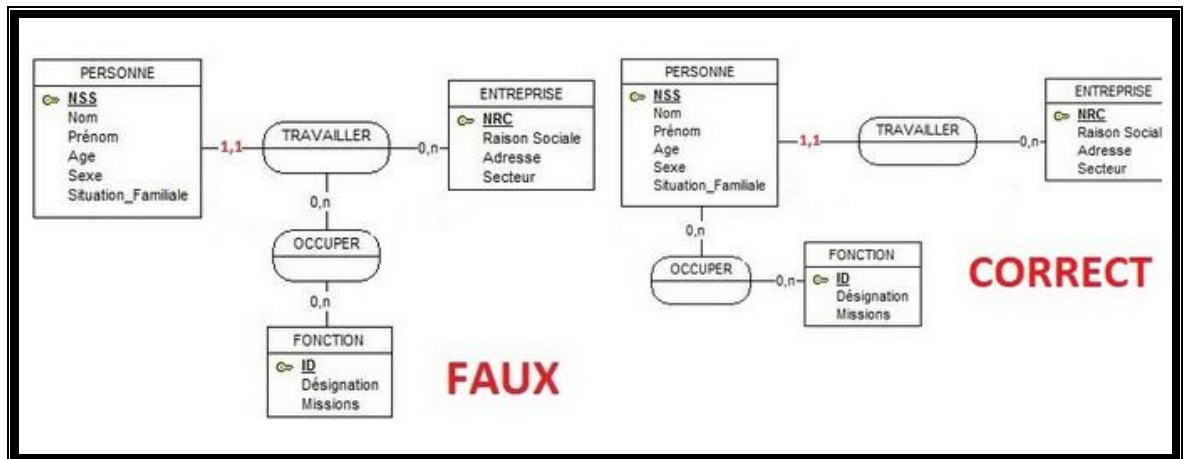 PERSONNE
NSS
Nom
Prénom
Age
Sexe
Situation_Familiale
1,1
TRAVAILLER
0,n
ENTREPRISE
NRC
Raison Sociale
Adresse
Secteur
0,n
OCCUPER
0,n
FONCTION
ID
Désignation
Missions
FAUX
PERSONNE
NSS
Nom
Prénom
Age
Sexe
Situation_Familiale
1,1
TRAVAILLER
0,n
ENTREPRISE
NRC
Raison Social
Adresse
Secteur
0,n
OCCUPER
0,n
FONCTION
ID
Désignation
Missions
CORRECT